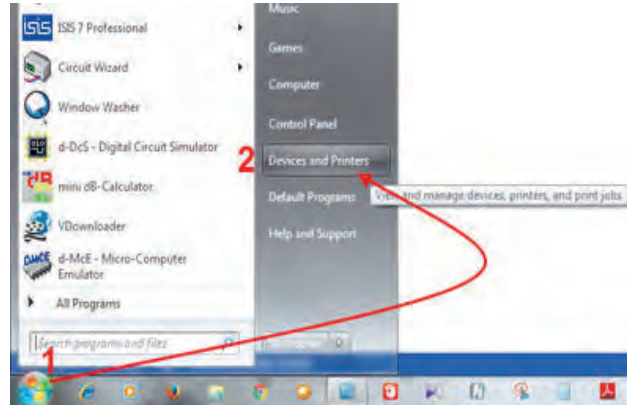 ISIS 7 Professional
Circuit Wizard
Window Washer
d-DcS - Digital Circuit Simulator
mini dB-Calculator
VDownloader
d-McE - Micro-Computer
Emulator
All Programs
Search programs and files
1
Music
Games
Computer
Control Panel
2
Devices and Printers
Default Programs
View and manage devices, printers, and print jobs
Help and Support